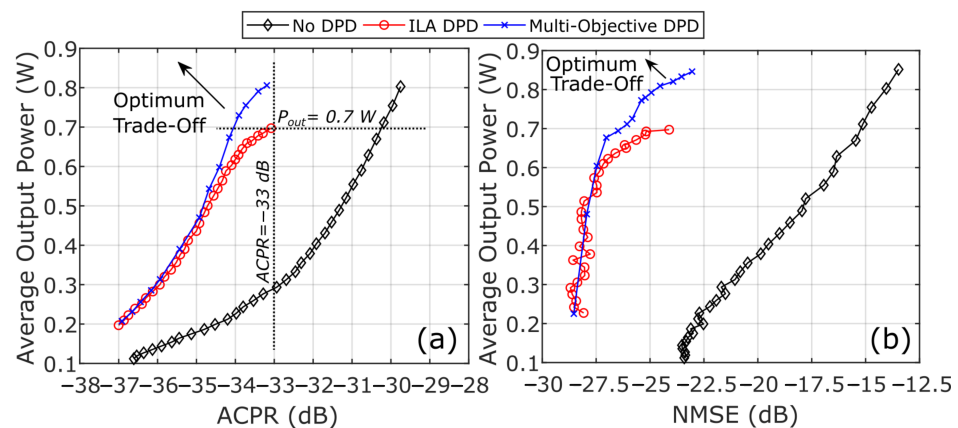 No DPD ILA DPD Multi-Objective DPD
Average Output Power (W)
0.9
0.8
0.7
0.6
0.5
0.4
0.3
0.2
0.1
Optimum
Trade-Off
P_out= 0.7 W
ACPR=-33 dB
(a)
-38 -37 -36 -35 -34 -33 -32 -31 -30 -29 -28
ACPR (dB)
Average Output Power (W)
0.9
0.8
0.7
0.6
0.5
0.4
0.3
0.2
0.1
Optimum
Trade-Off
(b)
-30 -27.5 -25 -22.5 -20 -17.5 -15 -12.5
NMSE (dB)